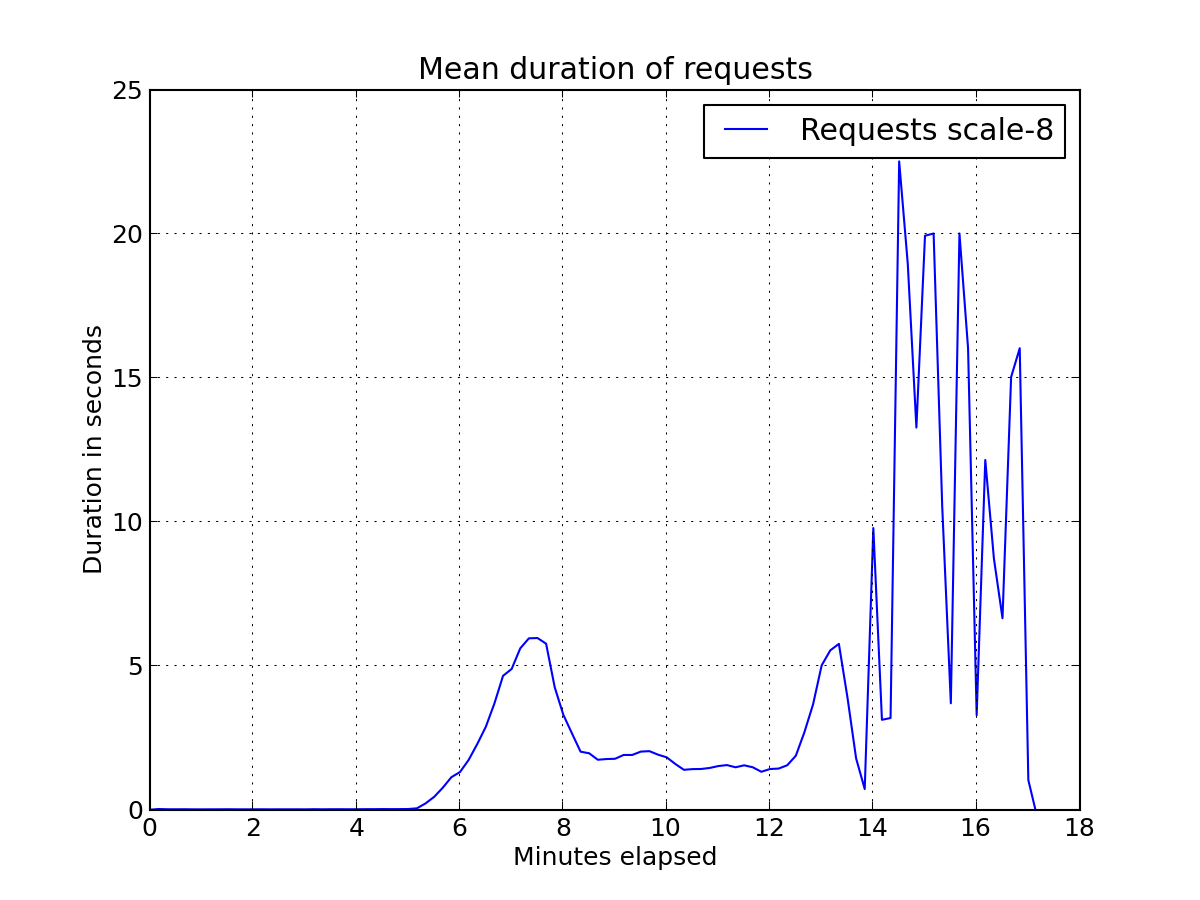 Mean duration of requests
Requests scale-8
25
20
15
10
5
0
Duration in seconds
0 2 4 6 8 10 12 14 16 18
Minutes elapsed